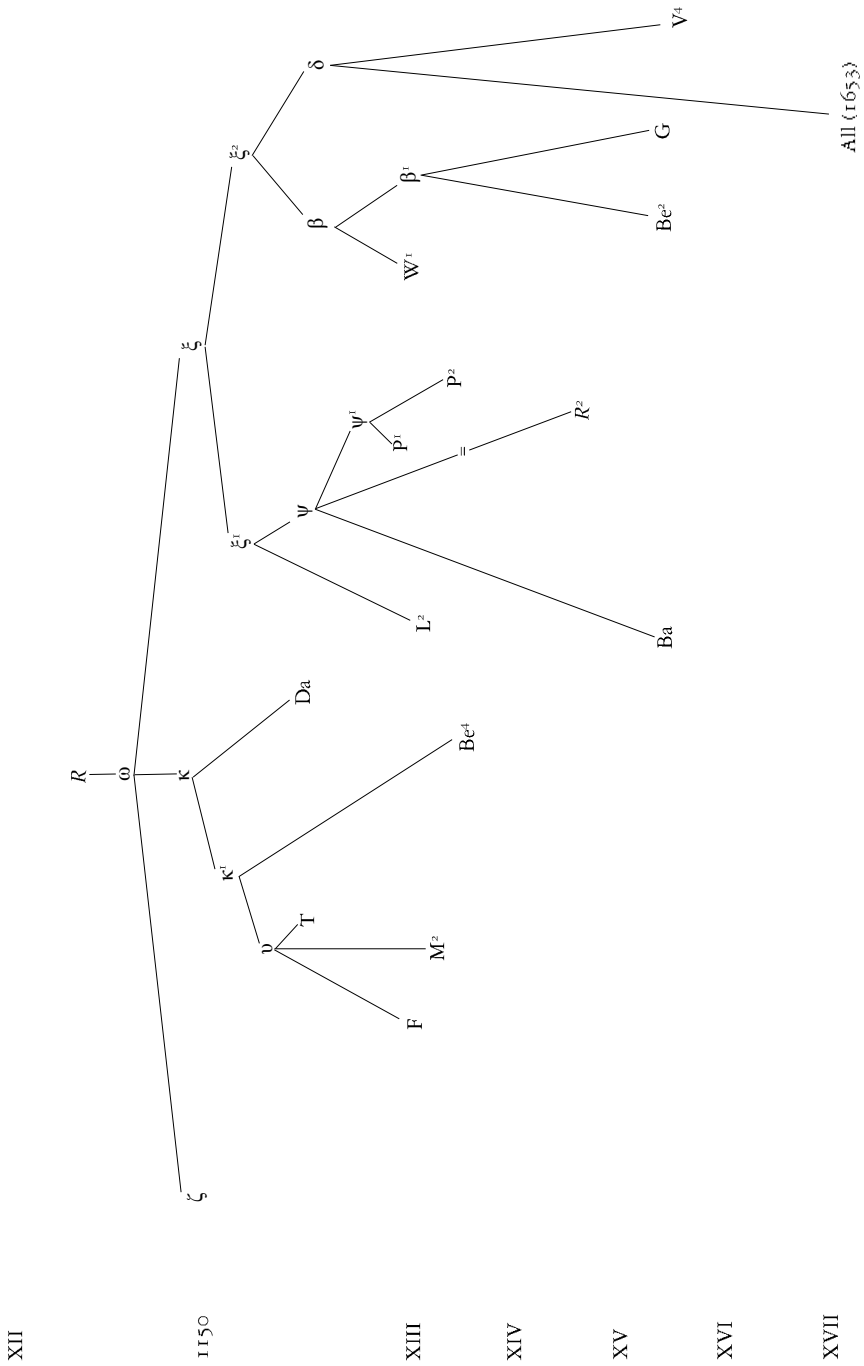 XII
R
ω
1150
ζ
κ
ξ
κ¹
ξ¹
ξ²
υ
T
Da
ψ
β
δ
XIII
F
M²
Be⁴
L²
P¹
ψ¹
P²
W¹
β¹
XIV
=
R²
XV
Ba
Be²
G
V⁴
XVI
XVII
All (1653)